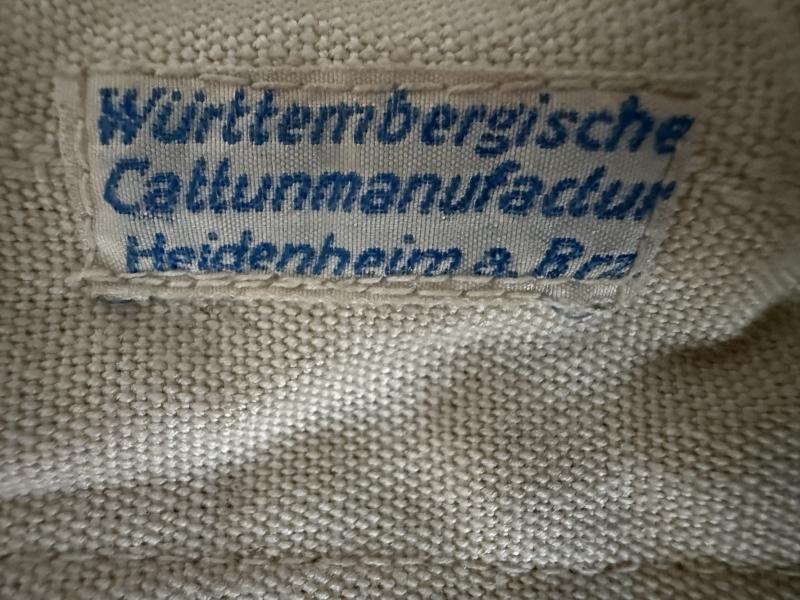 Württembergische
Cattunmanufactur
Heidenheim a. Brz.